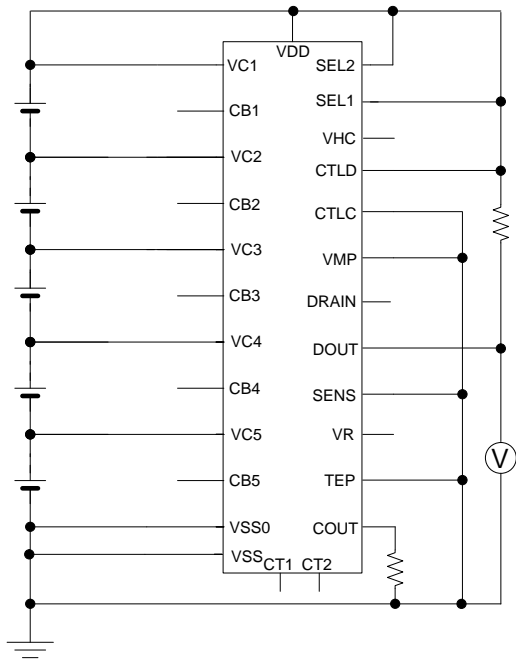 VDD
VC1
SEL2
CB1
SEL1
VHC
VC2
CTLD
CB2
CTLC
VC3
VMP
CB3
DRAIN
VC4
DOUT
CB4
SENS
VC5
VR
V
CB5
TEP
VSS0
COUT
VSS
CT1
CT2